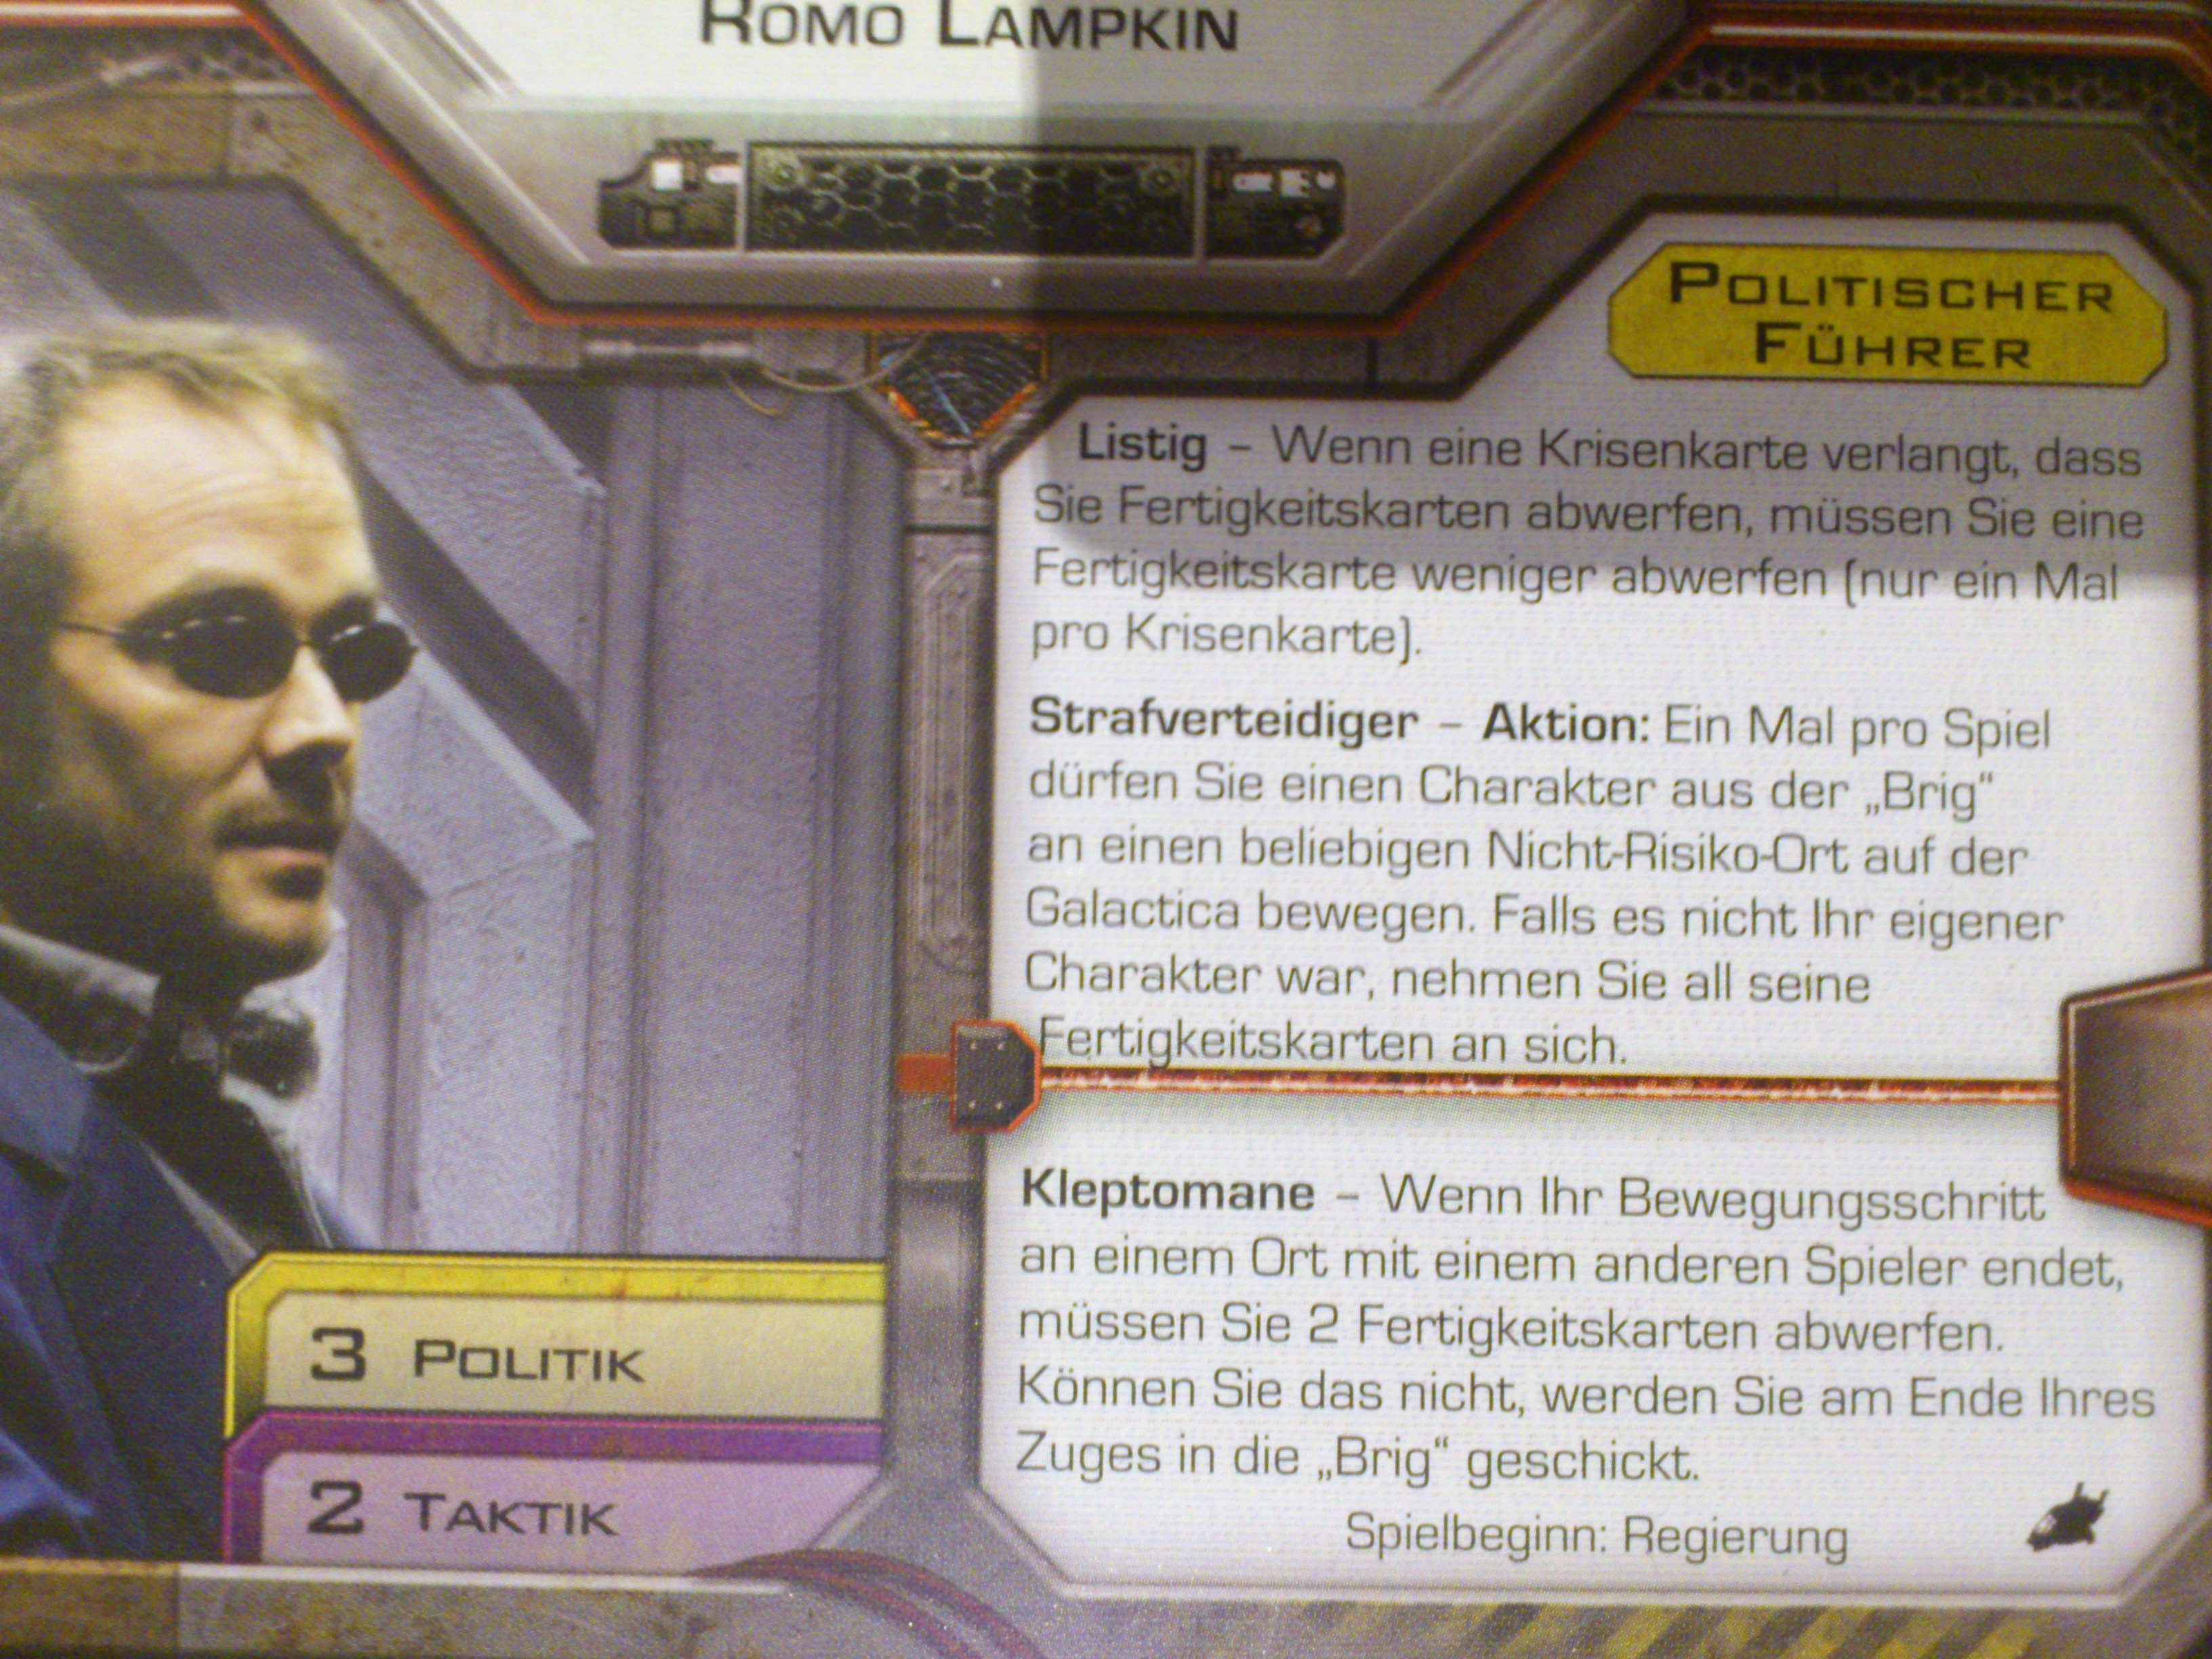 ROMO LAMPKIN
POLITISCHER
FÜHRER
Listig – Wenn eine Krisenkarte verlangt, dass
Sie Fertigkeitskarten abwerfen, müssen Sie eine
Fertigkeitskarte weniger abwerfen (nur ein Mal
pro Krisenkarte).
Strafverteidiger – Aktion: Ein Mal pro Spiel
dürfen Sie einen Charakter aus der „Brig“
an einen beliebigen Nicht-Risiko-Ort auf der
Galactica bewegen. Falls es nicht Ihr eigener
Charakter war, nehmen Sie all seine
Fertigkeitskarten an sich.
Kleptomane – Wenn Ihr Bewegungsschritt
an einem Ort mit einem anderen Spieler endet,
müssen Sie 2 Fertigkeitskarten abwerfen.
Können Sie das nicht, werden Sie am Ende Ihres
Zuges in die „Brig“ geschickt.
Spielbeginn: Regierung
3 POLITIK
2 TAKTIK